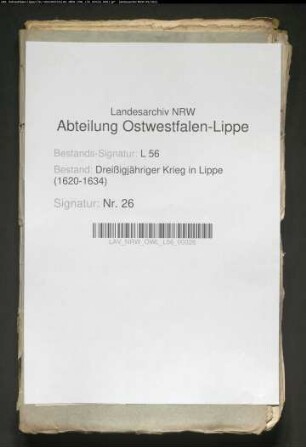 Landesarchiv NRW
Abteilung Ostwestfalen-Lippe
Bestands-Signatur: L 56
Bestand: Dreißigjähriger Krieg in Lippe
(1620-1634)
Signatur: Nr. 26